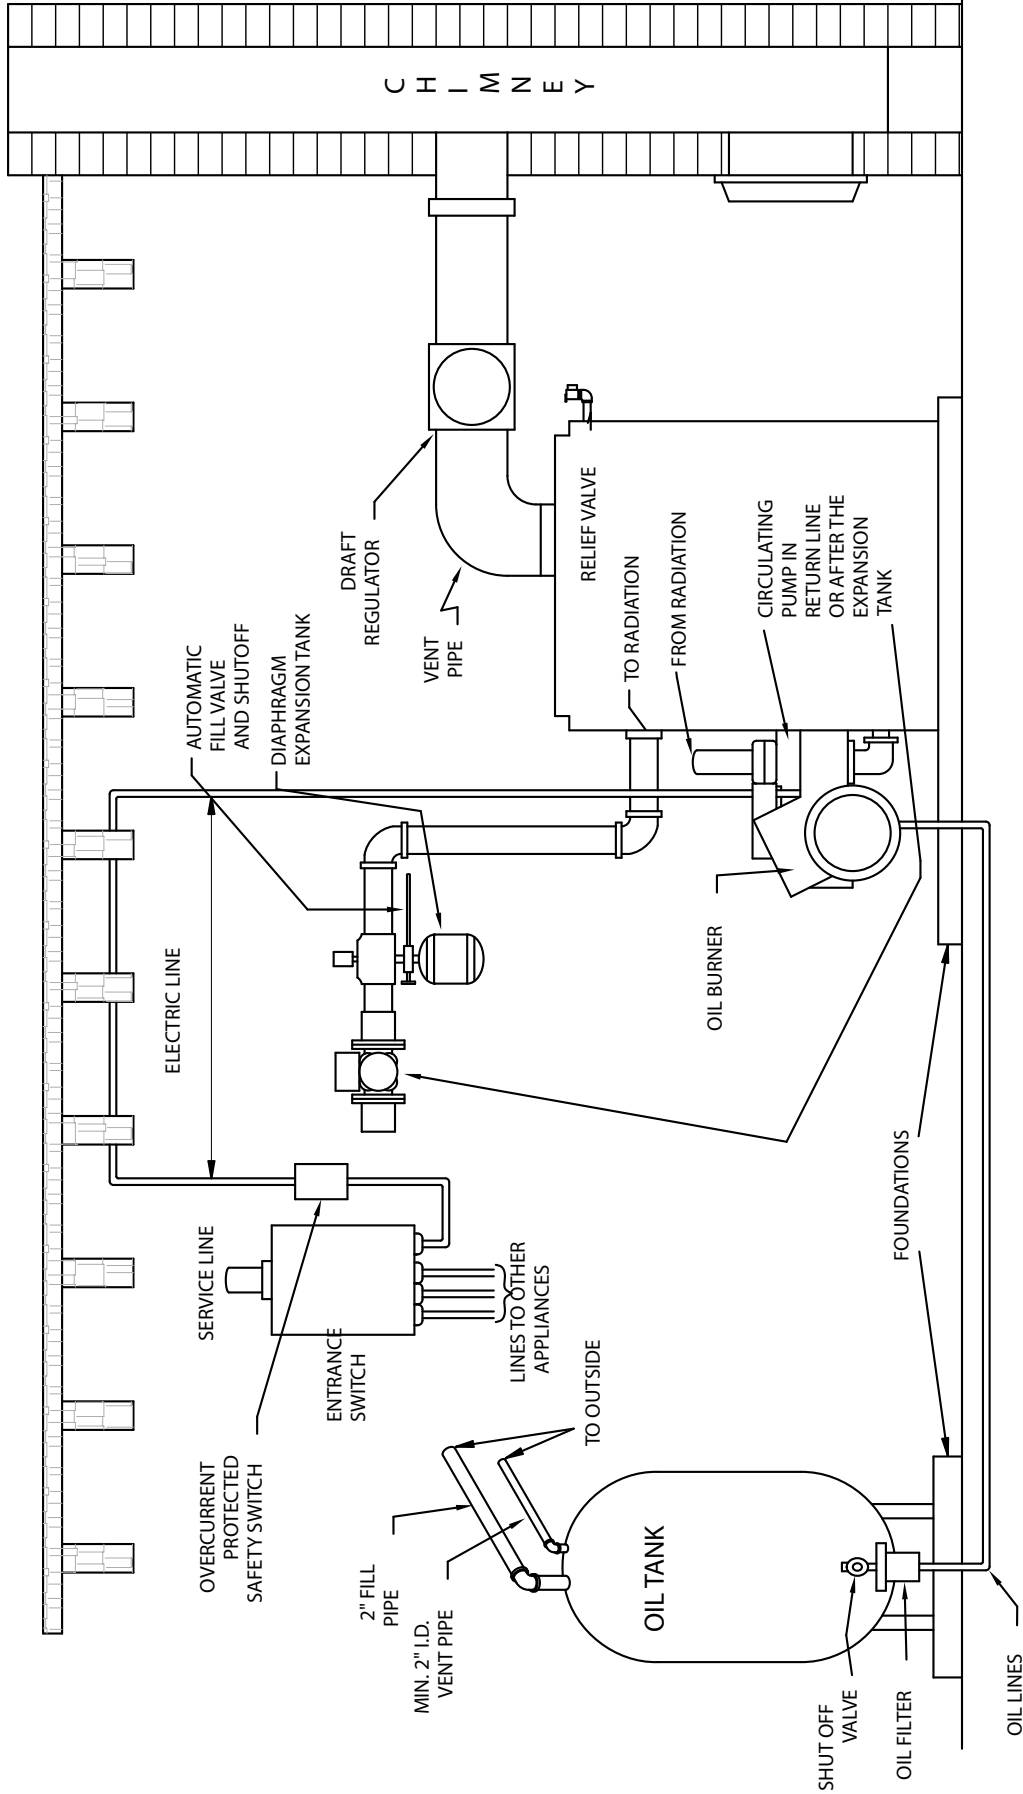 OVERCURRENT
PROTECTED
SAFETY SWITCH
SERVICE LINE
ELECTRIC LINE
AUTOMATIC
FILL VALVE
AND SHUTOFF
DIAPHRAGM
EXPANSION TANK
DRAFT
REGULATOR
VENT
PIPE
CHIMNEY
2" FILL
PIPE
MIN. 2" I.D.
VENT PIPE
ENTRANCE
SWITCH
LINES TO OTHER
APPLIANCES
TO OUTSIDE
RELIEF VALVE
TO RADIATION
FROM RADIATION
CIRCULATING
PUMP IN
RETURN LINE
OR AFTER THE
EXPANSION
TANK
OIL TANK
OIL BURNER
SHUT OFF
VALVE
OIL FILTER
FOUNDATIONS
OIL LINES